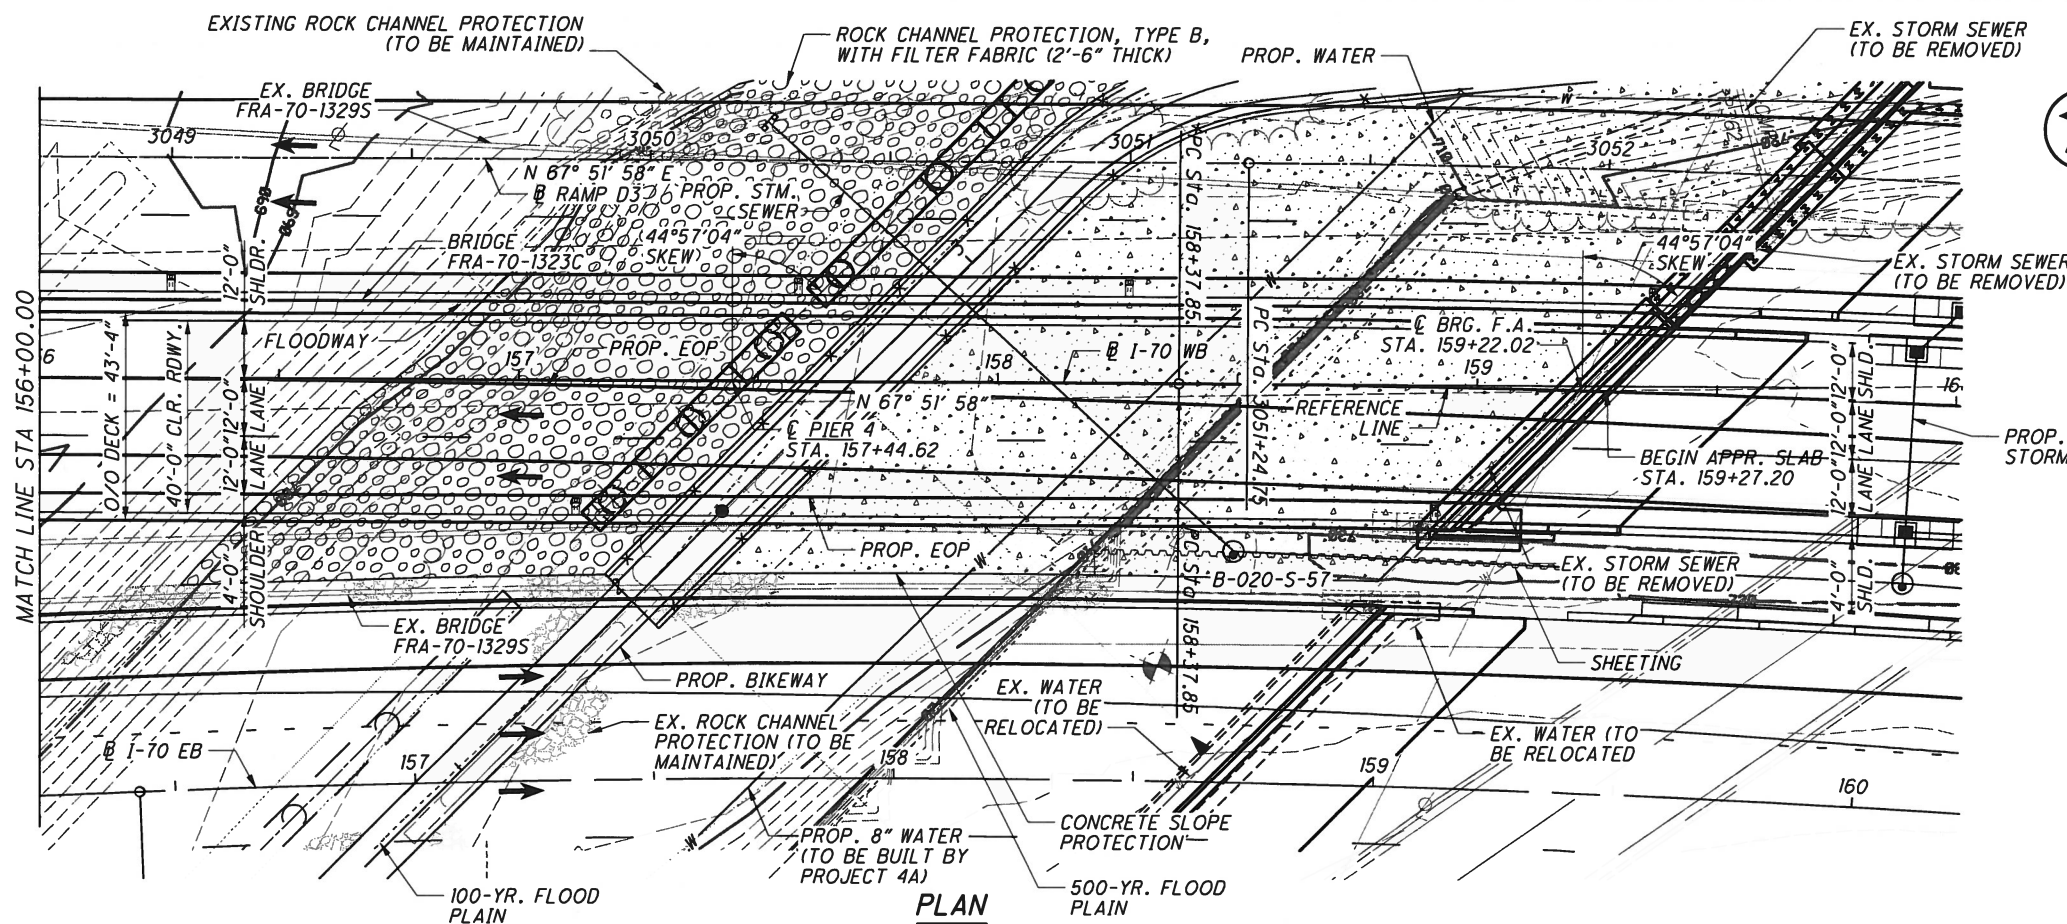 EXISTING ROCK CHANNEL PROTECTION
(TO BE MAINTAINED)
ROCK CHANNEL PROTECTION, TYPE B,
WITH FILTER FABRIC (2'-6" THICK)
PROP. WATER
EX. STORM SEWER
(TO BE REMOVED)
EX. BRIDGE
FRA-70-1329S
3049
3050
3051
3052
N 67° 51' 58" E
℄ RAMP D3
PROP. STM.
SEWER
690
690
710
BRIDGE
FRA-70-1323C
44°57'04"
SKEW
44°57'04"
SKEW
EX. STORM SEWER
(TO BE REMOVED)
12'-0"
SHLDR.
PC Sta. 158+37.85
PC Sta 3051+24.75
MATCH LINE STA 156+00.00
O/O DECK = 43'-4"
40'-0" CLR. RDWY.
FLOODWAY
PROP. EOP
157
158
℄ I-70 WB
℄ BRG. F.A.
STA. 159+22.02
159
N 67° 51' 58"
REFERENCE
LINE
℄ PIER 4
STA. 157+44.62
12'-0"
LANE
12'-0"
LANE
12'-0"
SHLD.
12'-0"
LANE
12'-0"
LANE
PROP.
STORM
BEGIN APPR. SLAB
STA. 159+27.20
PROP. EOP
730
B-020-S-57
EX. STORM SEWER
(TO BE REMOVED)
4'-0"
SHOULDER
4'-0"
SHLD.
PC Sta 158+37.85
EX. BRIDGE
FRA-70-1329S
SHEETING
PROP. BIKEWAY
EX. WATER
(TO BE
RELOCATED)
EX. ROCK CHANNEL
PROTECTION (TO BE
MAINTAINED)
EX. WATER (TO
BE RELOCATED
℄ I-70 EB
157
158
159
160
PROP. 8" WATER
(TO BE BUILT BY
PROJECT 4A)
CONCRETE SLOPE
PROTECTION
100-YR. FLOOD
PLAIN
500-YR. FLOOD
PLAIN
PLAN